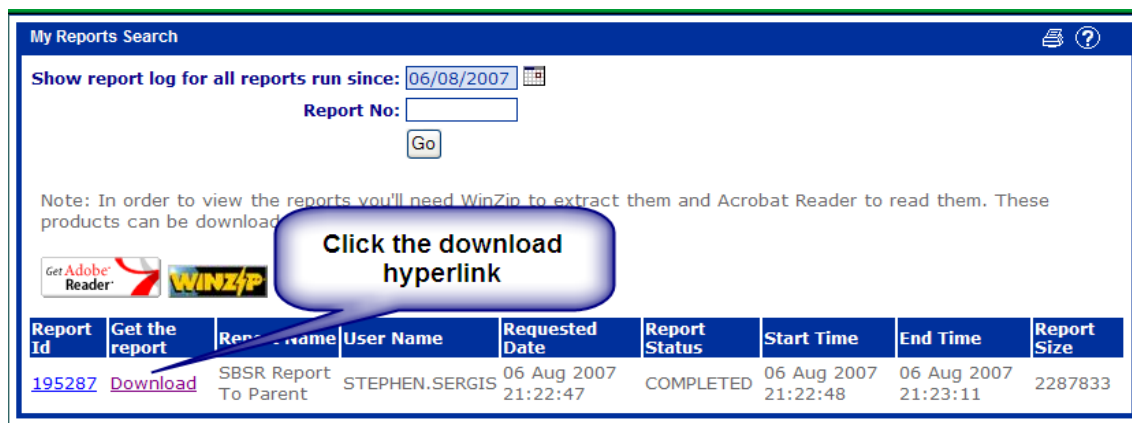 My Reports Search
Show report log for all reports run since: 06/08/2007
Report No:
Go
Note: In order to view the reports you'll need WinZip to extract them and Acrobat Reader to read them. These
products can be download
Click the download
hyperlink
Get Adobe
Reader
WINZIP
Report Id Get the report Report Name User Name Requested Date Report Status Start Time End Time Report Size
195287 Download SBSR Report To Parent STEPHEN.SERGIS 06 Aug 2007 21:22:47 COMPLETED 06 Aug 2007 21:22:48 06 Aug 2007 21:23:11 2287833